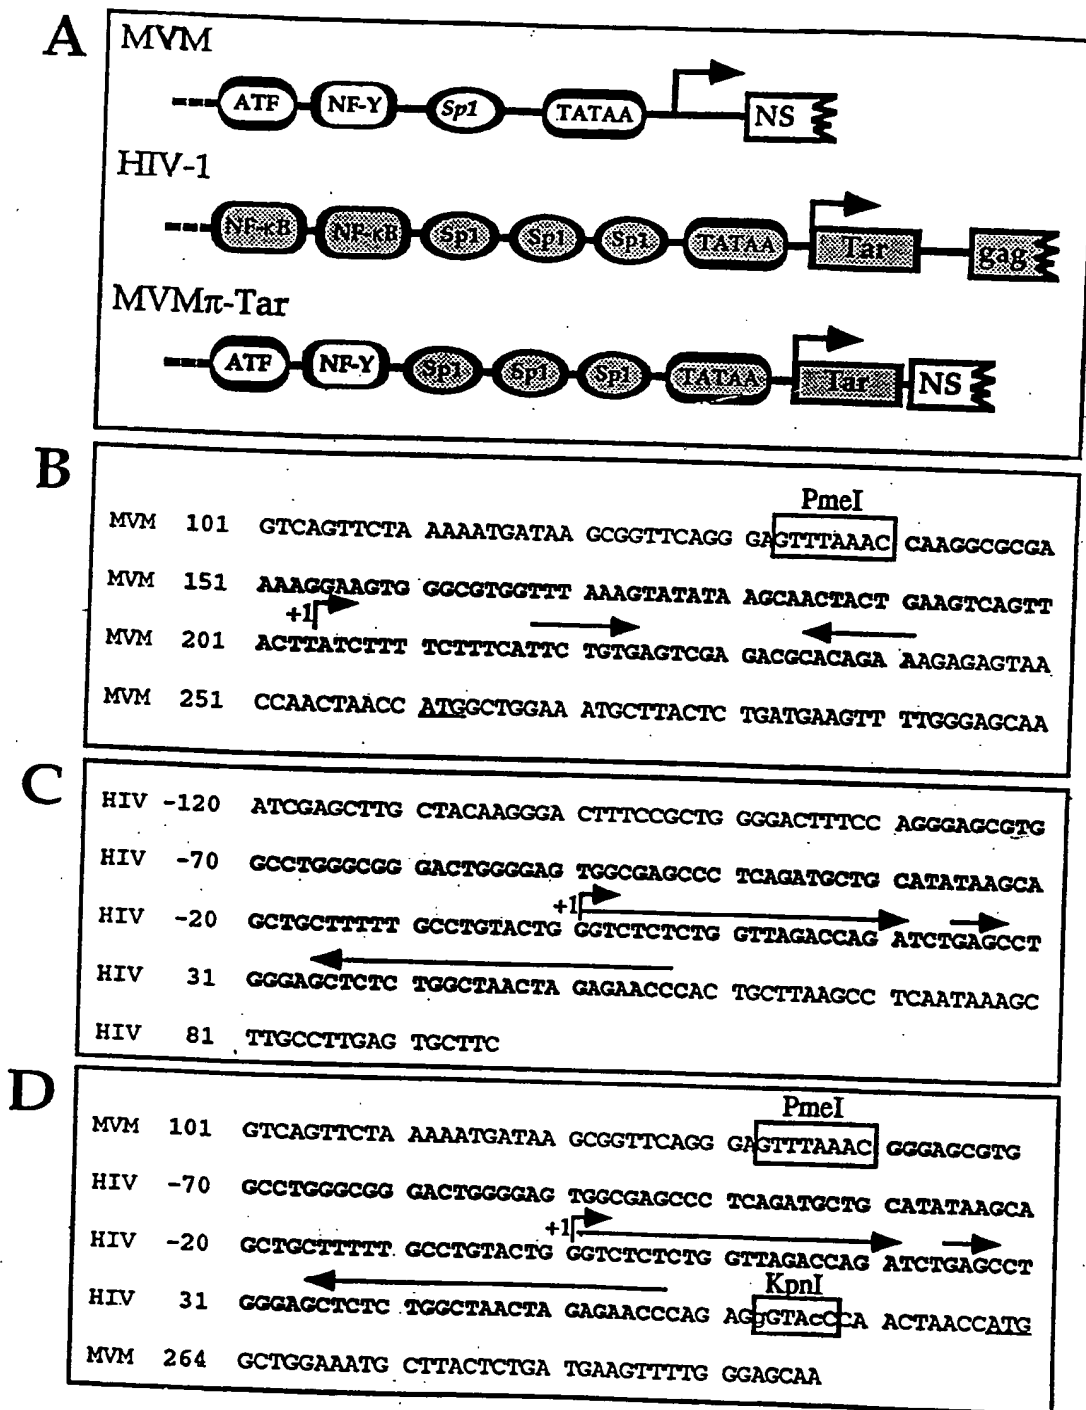 A
MVM
ATF NF-Y Sp1 TATAA NS
HIV-1
NF-κB NF-κB Sp1 Sp1 Sp1 TATAA Tar gag
MVMπ-Tar
ATF NF-Y Sp1 Sp1 Sp1 TATAA Tar NS
B
PmeI
MVM 101 GTCAGTTCTA AAAATGATAA GCGGTTCAGG GAGTTTAAAC CAAGGCGCGA
MVM 151 AAAGGAAGTG GGCGTGGTTT AAAGTATATA AGCAACTACT GAAGTCAGTT
+1
MVM 201 ACTTATCTTT TCTTTCATTC TGTGAGTCGA GACGCACAGA AAGAGAGTAA
MVM 251 CCAACTAACC ATGGCTGGAA ATGCTTACTC TGATGAAGTT TTGGGAGCAA
C
HIV -120 ATCGAGCTTG CTACAAGGGA CTTTCCGCTG GGGACTTTCC AGGGAGCGTG
HIV -70 GCCTGGGCGG GACTGGGGAG TGGCGAGCCC TCAGATGCTG CATATAAGCA
+1
HIV -20 GCTGCTTTTT GCCTGTACTG GGTCTCTCTG GTTAGACCAG ATCTGAGCCT
HIV 31 GGGAGCTCTC TGGCTAACTA GAGAACCCAC TGCTTAAGCC TCAATAAAGC
HIV 81 TTGCCTTGAG TGCTTC
D
PmeI
MVM 101 GTCAGTTCTA AAAATGATAA GCGGTTCAGG GAGTTTAAAC GGGAGCGTG
HIV -70 GCCTGGGCGG GACTGGGGAG TGGCGAGCCC TCAGATGCTG CATATAAGCA
+1
HIV -20 GCTGCTTTTT GCCTGTACTG GGTCTCTCTG GTTAGACCAG ATCTGAGCCT
KpnI
HIV 31 GGGAGCTCTC TGGCTAACTA GAGAACCCAG AGgGTAcCCA ACTAACCATG
MVM 264 GCTGGAAATG CTTACTCTGA TGAAGTTTTG GGAGCAA